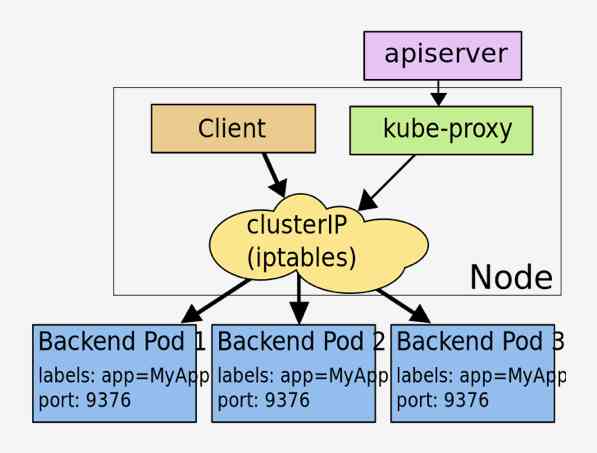 apiserver
Client
kube-proxy
clusterIP
(iptables)
Node
Backend Pod 1
labels: app=MyApp
port: 9376
Backend Pod 2
labels: app=MyApp
port: 9376
Backend Pod 3
labels: app=MyApp
port: 9376